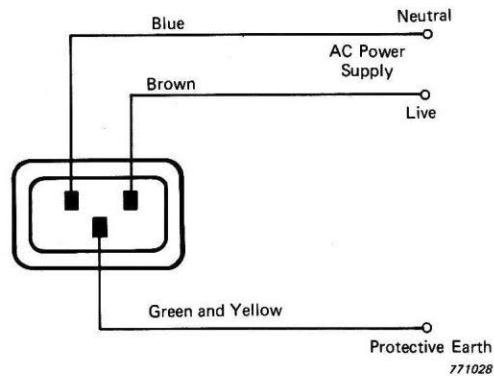 Blue
Neutral
AC Power
Supply
Brown
Live
Green and Yellow
Protective Earth
771028